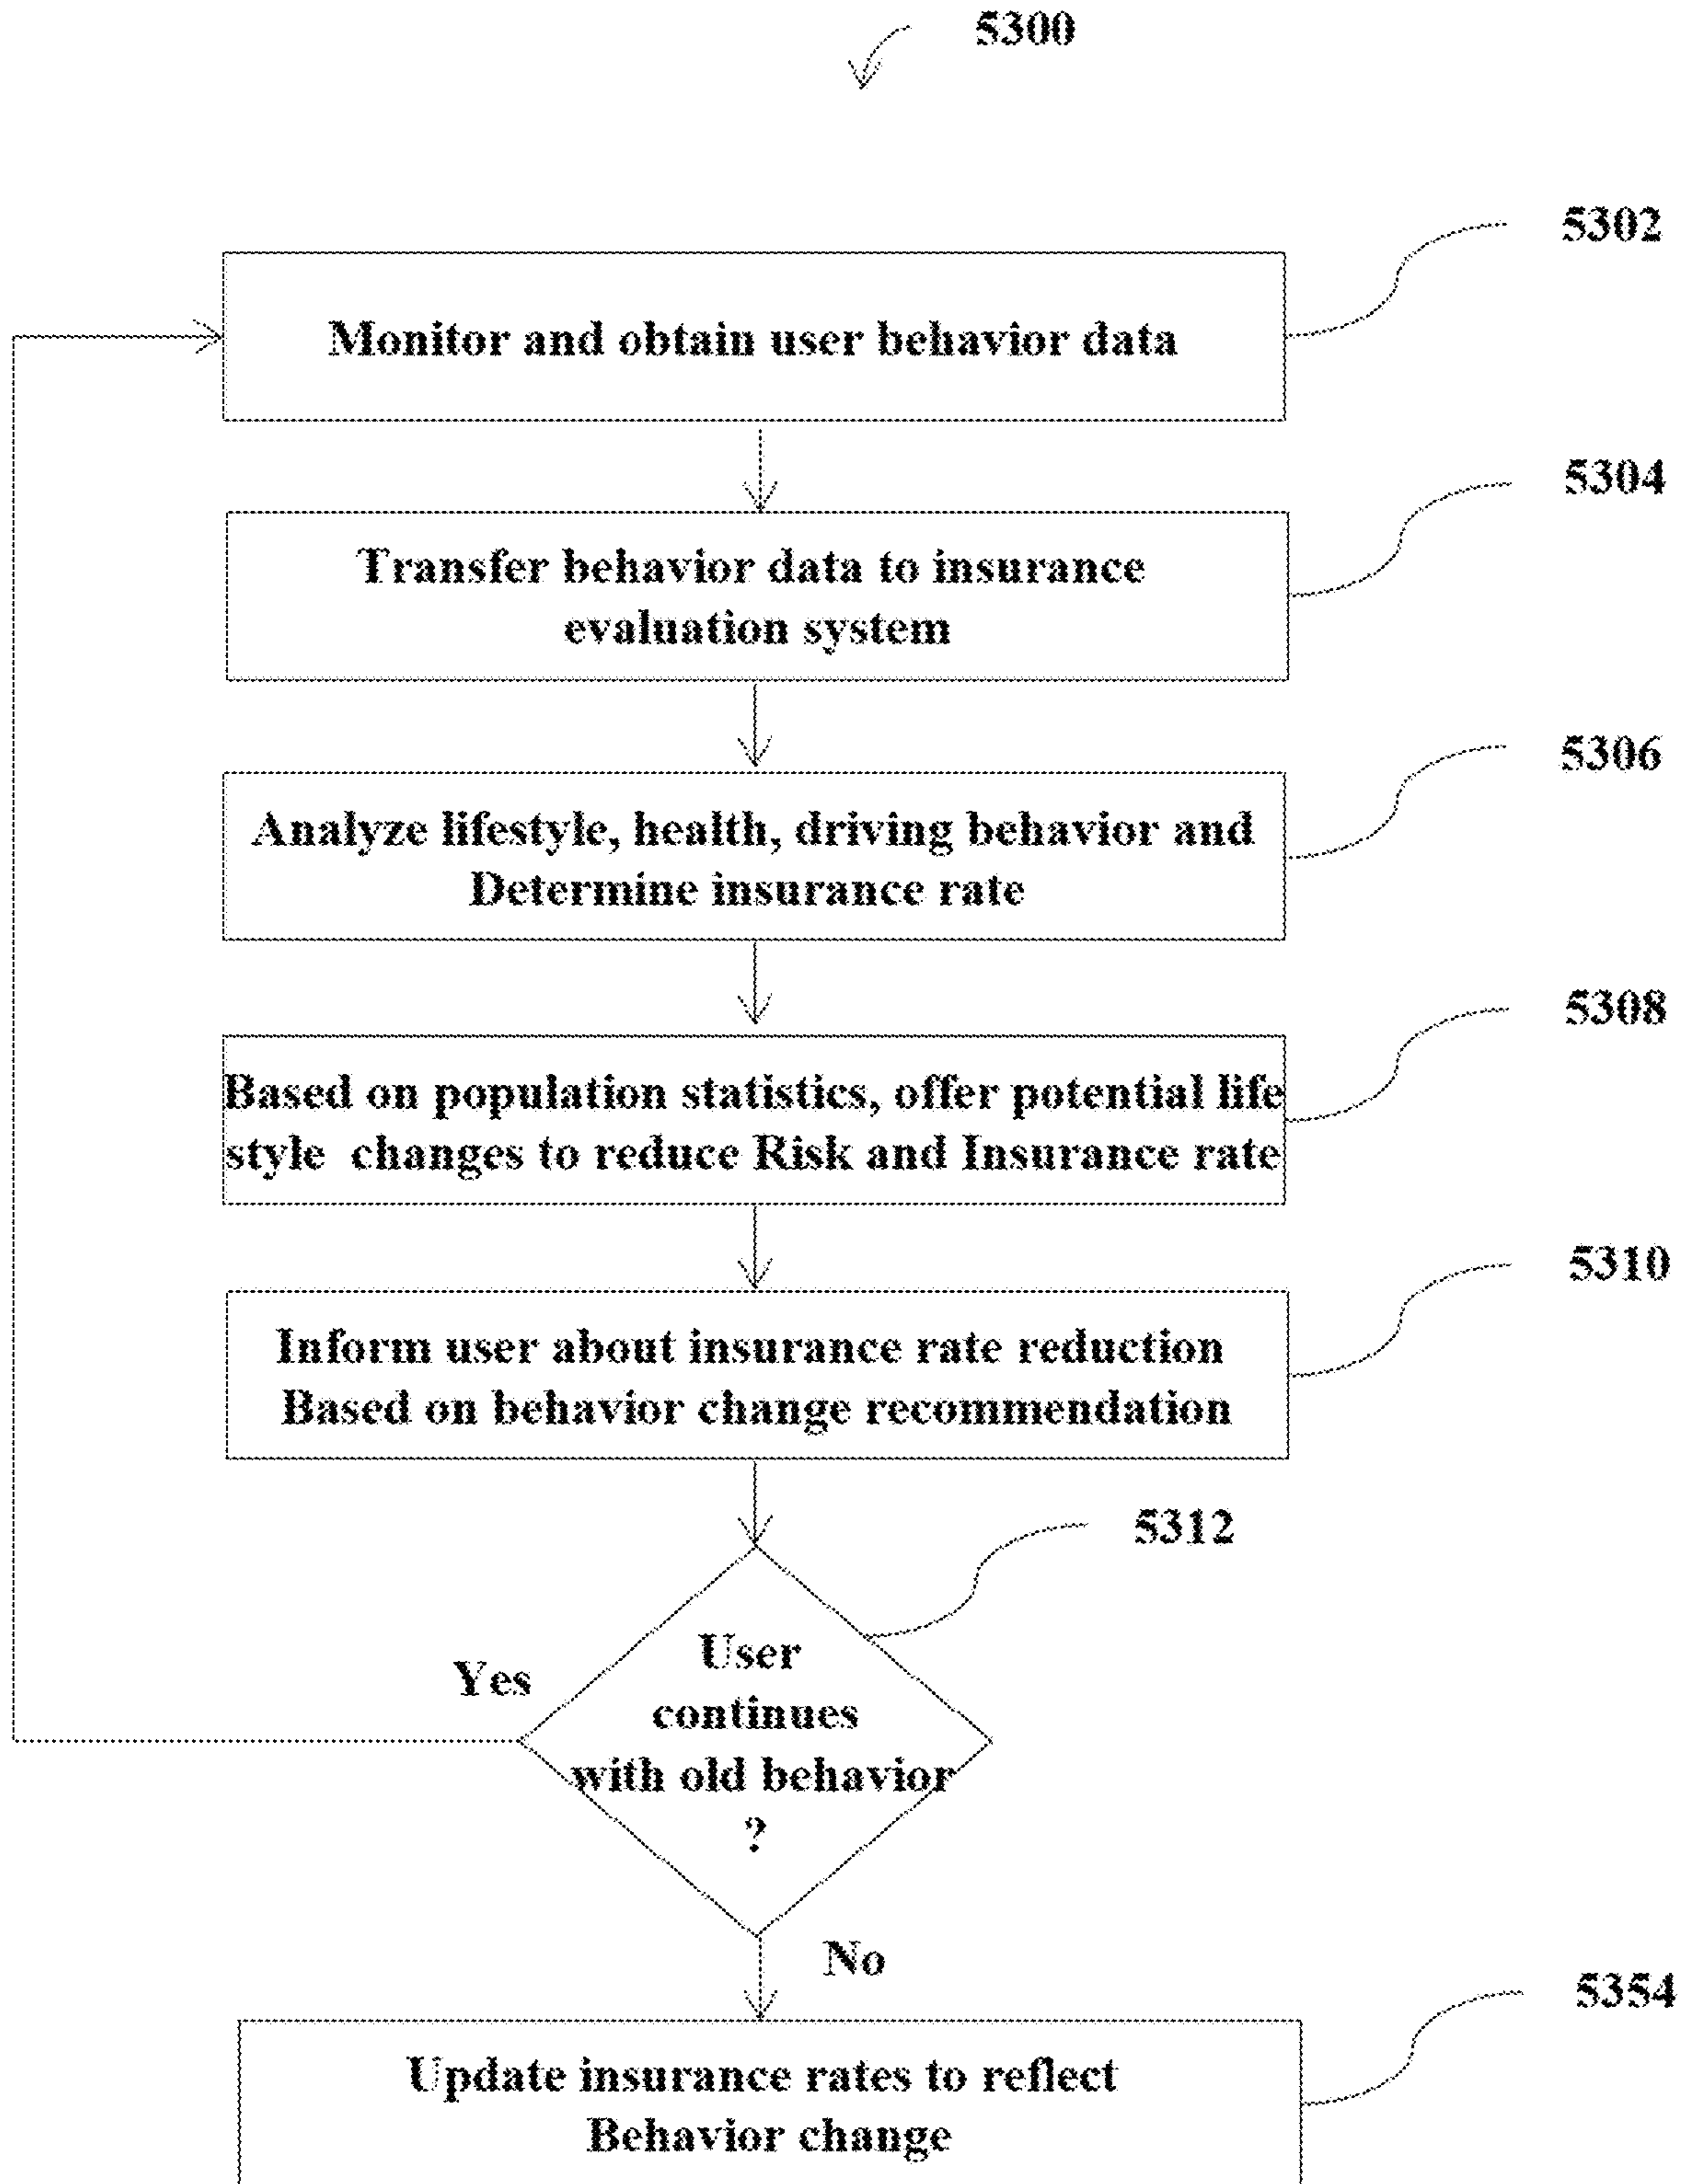 5300
5302
Monitor and obtain user behavior data
5304
Transfer behavior data to insurance
evaluation system
5306
Analyze lifestyle, health, driving behavior and
Determine insurance rate
5308
Based on population statistics, offer potential life
style changes to reduce Risk and Insurance rate
5310
Inform user about insurance rate reduction
Based on behavior change recommendation
5312
User
continues
with old behavior
?
Yes
No
5354
Update insurance rates to reflect
Behavior change